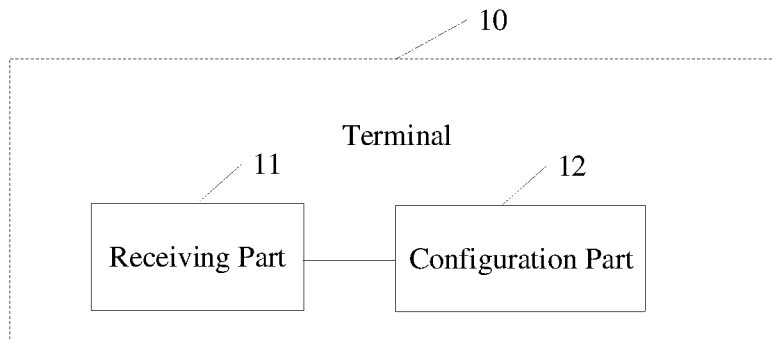 10
Terminal
11
12
Receiving Part
Configuration Part